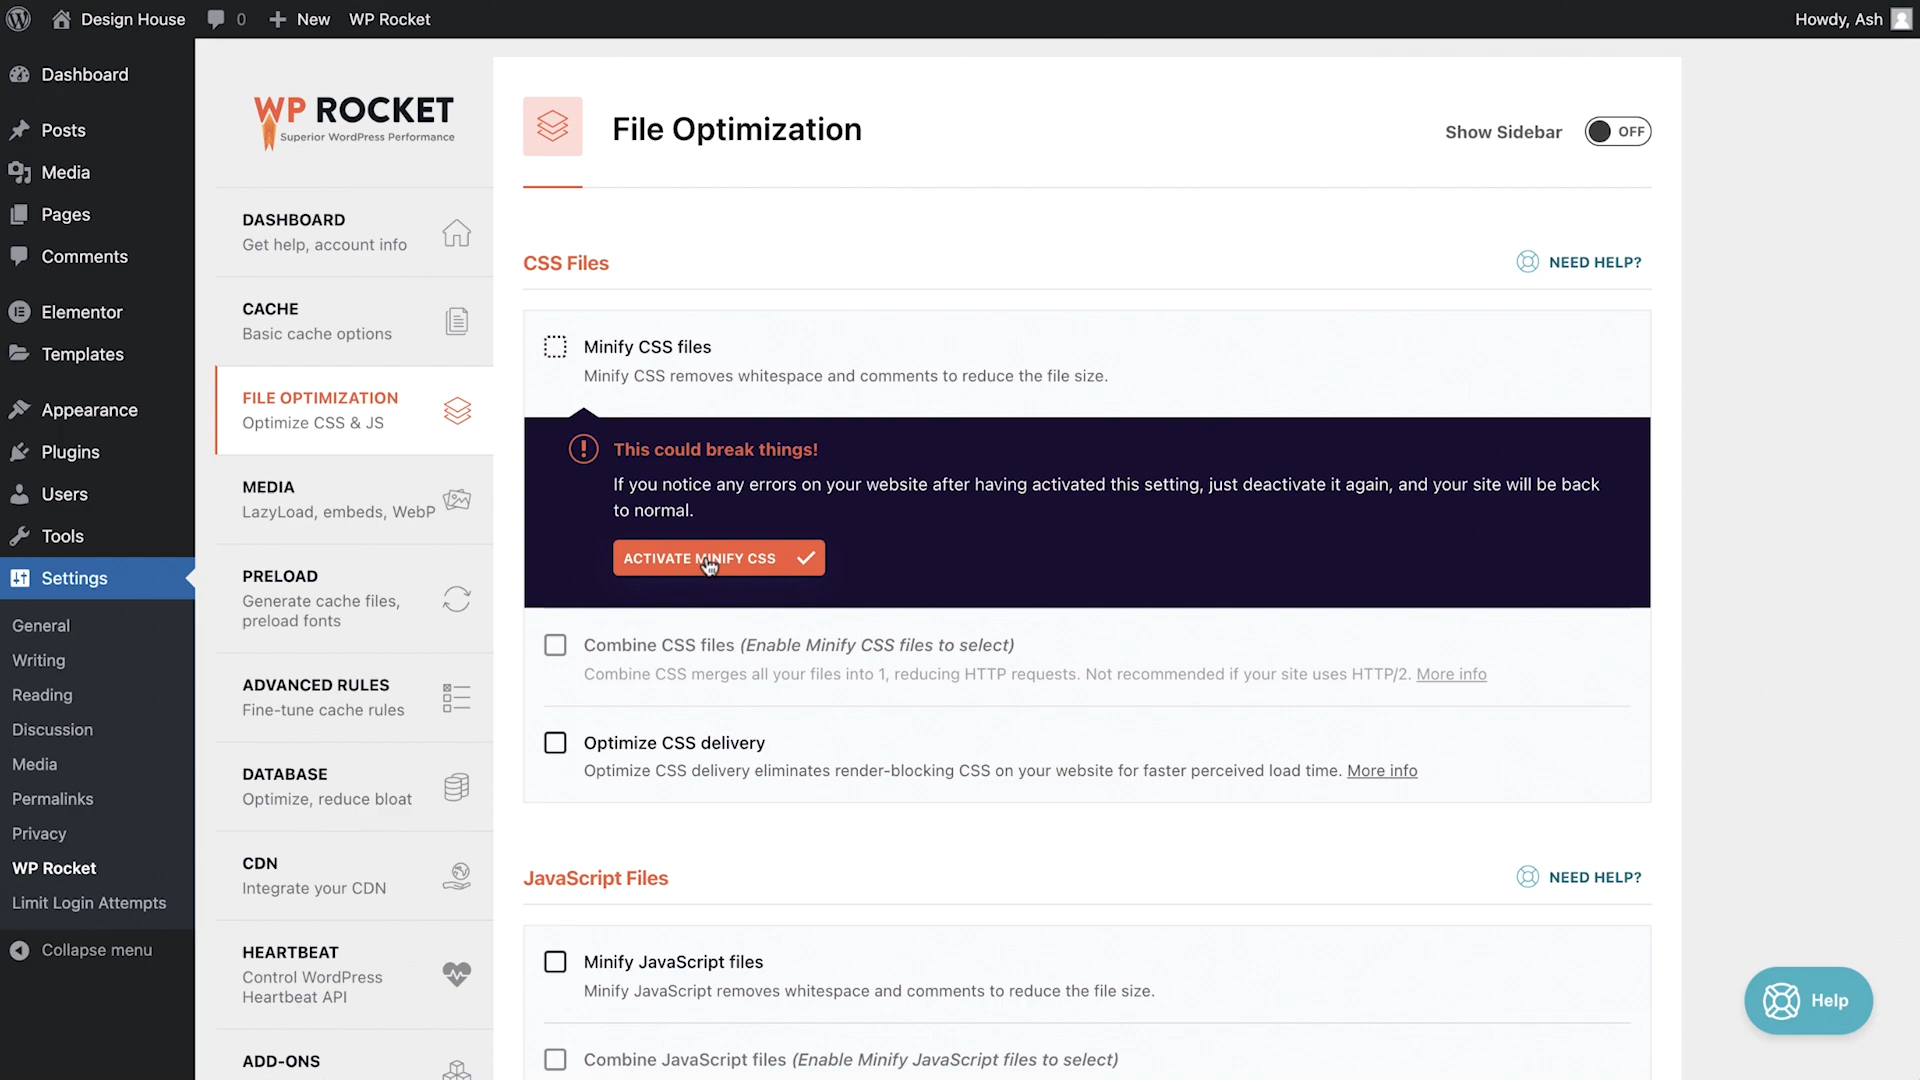 Design House
0
New
WP Rocket
Howdy, Ash
Dashboard
Posts
Media
Pages
Comments
Elementor
Templates
Appearance
Plugins
Users
Tools
Settings
General
Writing
Reading
Discussion
Media
Permalinks
Privacy
WP Rocket
Limit Login Attempts
Collapse menu
WP ROCKET
Superior WordPress Performance
DASHBOARD
Get help, account info
CACHE
Basic cache options
FILE OPTIMIZATION
Optimize CSS & JS
MEDIA
LazyLoad, embeds, WebP
PRELOAD
Generate cache files,
preload fonts
ADVANCED RULES
Fine-tune cache rules
DATABASE
Optimize, reduce bloat
CDN
Integrate your CDN
HEARTBEAT
Control WordPress
Heartbeat API
ADD-ONS
File Optimization
Show Sidebar
OFF
CSS Files
NEED HELP?
Minify CSS files
Minify CSS removes whitespace and comments to reduce the file size.
This could break things!
If you notice any errors on your website after having activated this setting, just deactivate it again, and your site will be back
to normal.
ACTIVATE MINIFY CSS
Combine CSS files (Enable Minify CSS files to select)
Combine CSS merges all your files into 1, reducing HTTP requests. Not recommended if your site uses HTTP/2. More info
Optimize CSS delivery
Optimize CSS delivery eliminates render-blocking CSS on your website for faster perceived load time. More info
JavaScript Files
NEED HELP?
Minify JavaScript files
Minify JavaScript removes whitespace and comments to reduce the file size.
Combine JavaScript files (Enable Minify JavaScript files to select)
Help